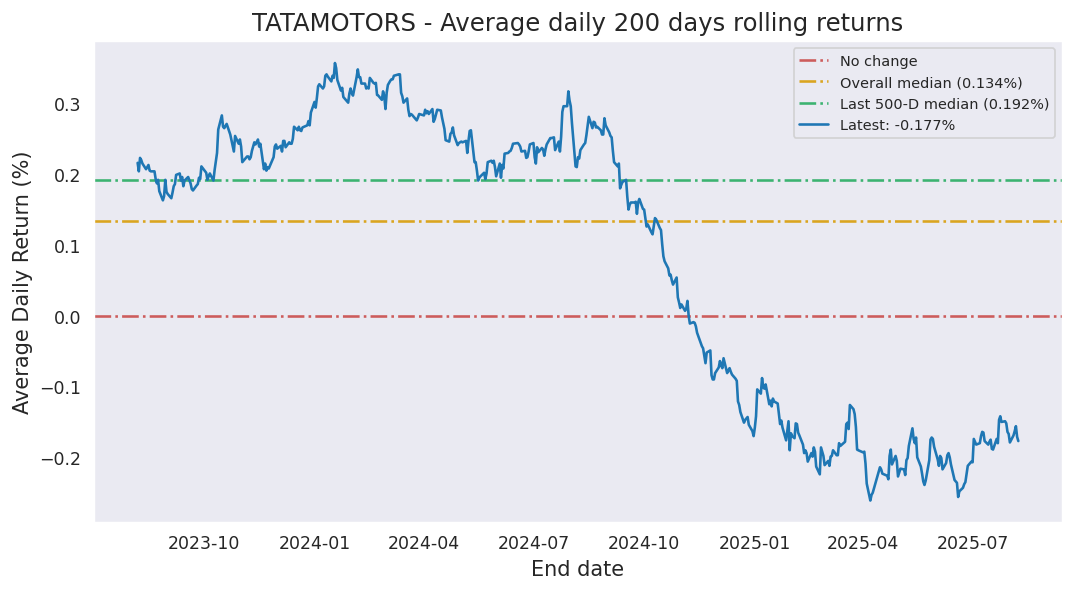 TATAMOTORS - Average daily 200 days rolling returns
No change
Overall median (0.134%)
Last 500-D median (0.192%)
Latest: -0.177%
Average Daily Return (%)
0.3
0.2
0.1
0.0
−0.1
−0.2
2023-10 2024-01 2024-04 2024-07 2024-10 2025-01 2025-04 2025-07
End date